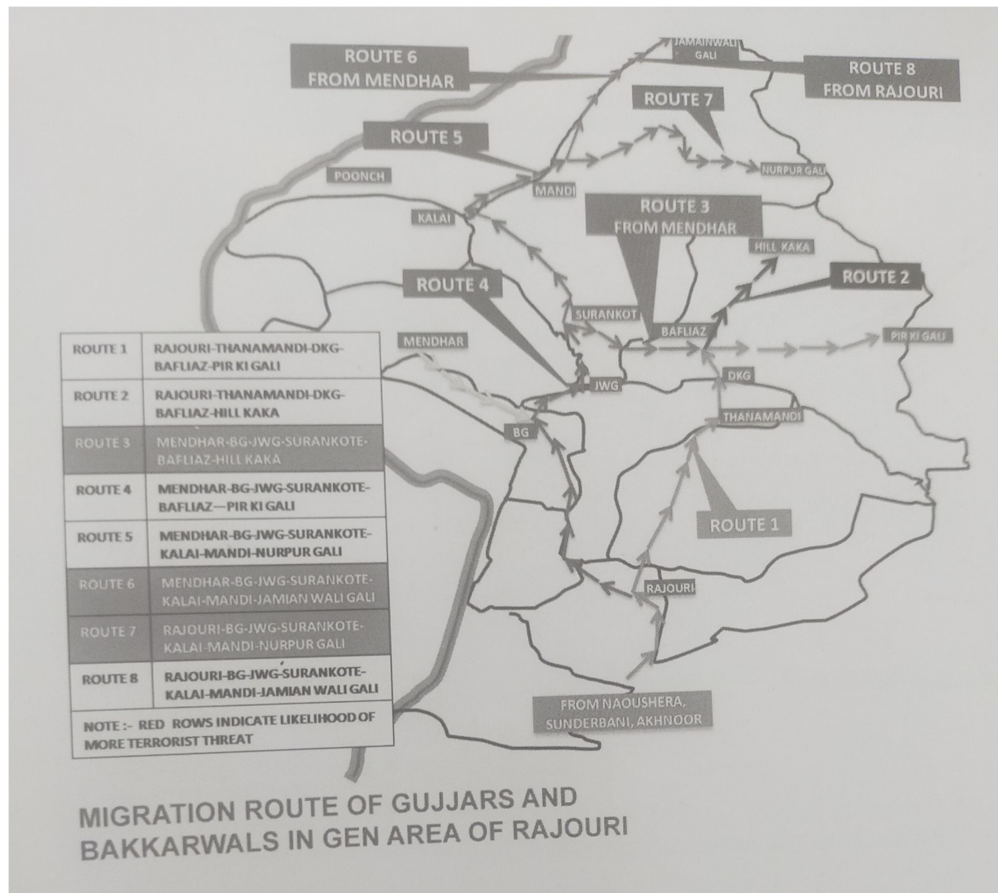 JAMAINWALI
GALI
ROUTE 6
FROM MENDHAR
ROUTE 8
FROM RAJOURI
ROUTE 7
ROUTE 5
NURPUR GALI
POONCH
MANDI
KALAI
ROUTE 3
FROM MENDHAR
HILL KAKA
ROUTE 4
ROUTE 2
SURANKOT
BAFLIAZ
PIR KI GALI
MENDHAR
JWG
DKG
THANAMANDI
BG
ROUTE 1
RAJOURI
FROM NAOUSHERA,
SUNDERBANI, AKHNOOR
ROUTE 1 RAJOURI-THANAMANDI-DKG-
BAFLIAZ-PIR KI GALI
ROUTE 2 RAJOURI-THANAMANDI-DKG-
BAFLIAZ-HILL KAKA
ROUTE 3 MENDHAR-BG-JWG-SURANKOTE-
BAFLIAZ-HILL KAKA
ROUTE 4 MENDHAR-BG-JWG-SURANKOTE-
BAFLIAZ—PIR KI GALI
ROUTE 5 MENDHAR-BG-JWG-SURANKOTE-
KALAI-MANDI-NURPUR GALI
ROUTE 6 MENDHAR-BG-JWG-SURANKOTE-
KALAI-MANDI-JAMIAN WALI GALI
ROUTE 7 RAJOURI-BG-JWG-SURANKOTE-
KALAI-MANDI-NURPUR GALI
ROUTE 8 RAJOURI-BG-JWG-SURANKOTE-
KALAI-MANDI-JAMIAN WALI GALI
NOTE :- RED ROWS INDICATE LIKELIHOOD OF
MORE TERRORIST THREAT
MIGRATION ROUTE OF GUJJARS AND
BAKKARWALS IN GEN AREA OF RAJOURI